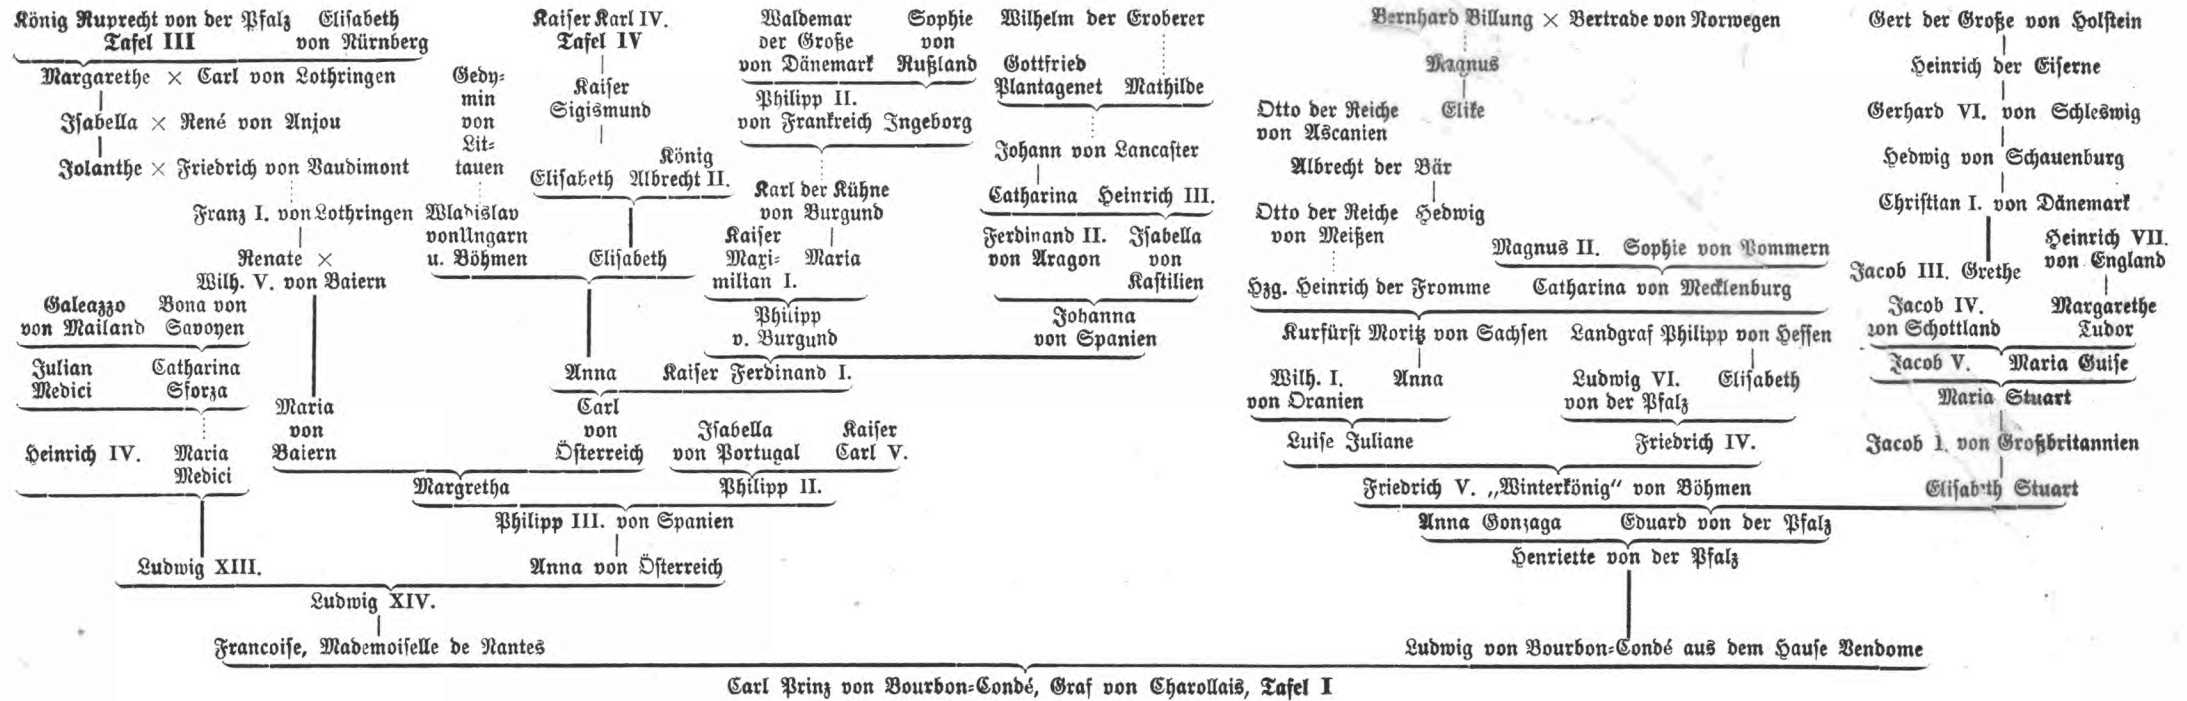 König Ruprecht von der Pfalz Elisabeth
Tafel III von Nürnberg
Margarethe × Carl von Lothringen
Isabella × René von Anjou
Jolanthe × Friedrich von Vaudimont
Franz I. von Lothringen
Renate ×
Wilh. V. von Baiern
Galeazzo Bona von
von Mailand Savoyen
Julian Catharina
Medici Sforza
Maria
von
Baiern
Heinrich IV. Maria
Medici
Gedy-
min
von
Lit-
tauen
Wladislav
von Ungarn
u. Böhmen
Kaiser Karl IV.
Tafel IV
Kaiser
Sigismund
König
Elisabeth Albrecht II.
Elisabeth
Waldemar Sophie
der Große von
von Dänemark Rußland
Philipp II.
von Frankreich Ingeborg
Karl der Kühne
von Burgund
Kaiser
Maxi- Maria
milian I.
Philipp
v. Burgund
Wilhelm der Eroberer
Gottfried
Plantagenet Mathilde
Johann von Lancaster
Catharina Heinrich III.
Ferdinand II. Isabella
von Aragon von
Kastilien
Johanna
von Spanien
Anna Kaiser Ferdinand I.
Carl
von
Österreich
Isabella Kaiser
von Portugal Carl V.
Margretha Philipp II.
Philipp III. von Spanien
Ludwig XIII. Anna von Österreich
Ludwig XIV.
Francoise, Mademoiselle de Nantes
Bernhard Billung × Bertrade von Norwegen
Magnus
Otto der Reiche Elike
von Ascanien
Albrecht der Bär
Otto der Reiche Hedwig
von Meißen
Magnus II. Sophie von Pommern
Hzg. Heinrich der Fromme Catharina von Mecklenburg
Kurfürst Moritz von Sachsen Landgraf Philipp von Hessen
Wilh. I. Anna
von Oranien
Ludwig VI. Elisabeth
von der Pfalz
Luise Juliane Friedrich IV.
Gert der Große von Holstein
Heinrich der Eiserne
Gerhard VI. von Schleswig
Hedwig von Schauenburg
Christian I. von Dänemark
Heinrich VII.
von England
Jacob III. Grethe
Jacob IV. Margarethe
von Schottland Tudor
Jacob V. Maria Guise
Maria Stuart
Jacob I. von Großbritannien
Friedrich V. „Winterkönig“ von Böhmen Elisabeth Stuart
Anna Gonzaga Eduard von der Pfalz
Henriette von der Pfalz
Ludwig von Bourbon-Condé aus dem Hause Vendome
Carl Prinz von Bourbon-Condé, Graf von Charollais, Tafel I